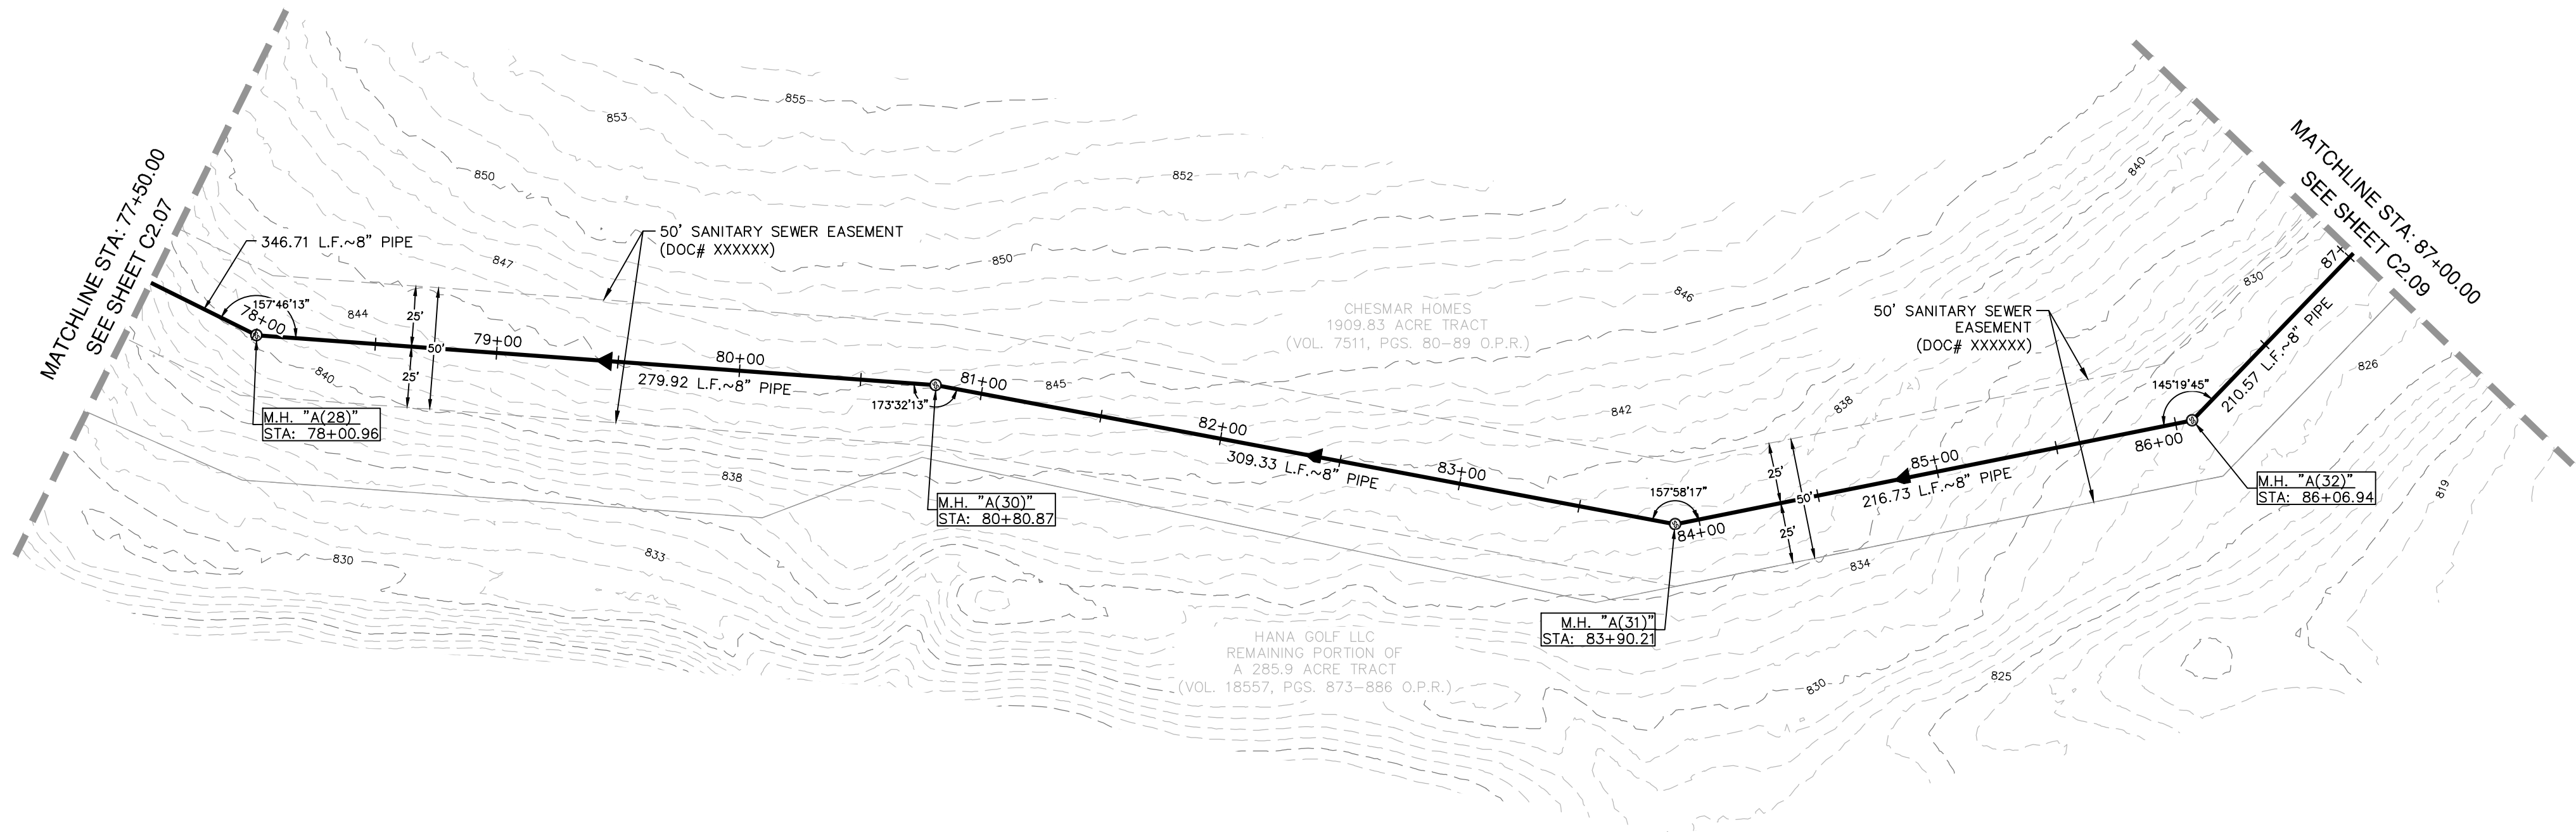 MATCHLINE STA: 77+50.00
SEE SHEET C2.07
346.71 L.F.~8" PIPE
157°46'13"
78+00
M.H. "A(28)"
STA: 78+00.96
844
840
847
850
853
855
25'
50'
25'
79+00
50' SANITARY SEWER EASEMENT
(DOC# XXXXXX)
80+00
279.92 L.F.~8" PIPE
838
833
830
173°32'13"
81+00
M.H. "A(30)"
STA: 80+80.87
845
850
852
82+00
309.33 L.F.~8" PIPE
83+00
CHESMAR HOMES
1909.83 ACRE TRACT
(VOL. 7511, PGS. 80-89 O.P.R.)
HANA GOLF LLC
REMAINING PORTION OF
A 285.9 ACRE TRACT
(VOL. 18557, PGS. 873-886 O.P.R.)
846
842
157°58'17"
84+00
M.H. "A(31)"
STA: 83+90.21
25'
50'
25'
838
834
830
825
50' SANITARY SEWER
EASEMENT
(DOC# XXXXXX)
85+00
216.73 L.F.~8" PIPE
86+00
145°19'45"
210.57 L.F.~8" PIPE
M.H. "A(32)"
STA: 86+06.94
840
830
826
819
87+
MATCHLINE STA: 87+00.00
SEE SHEET C2.09